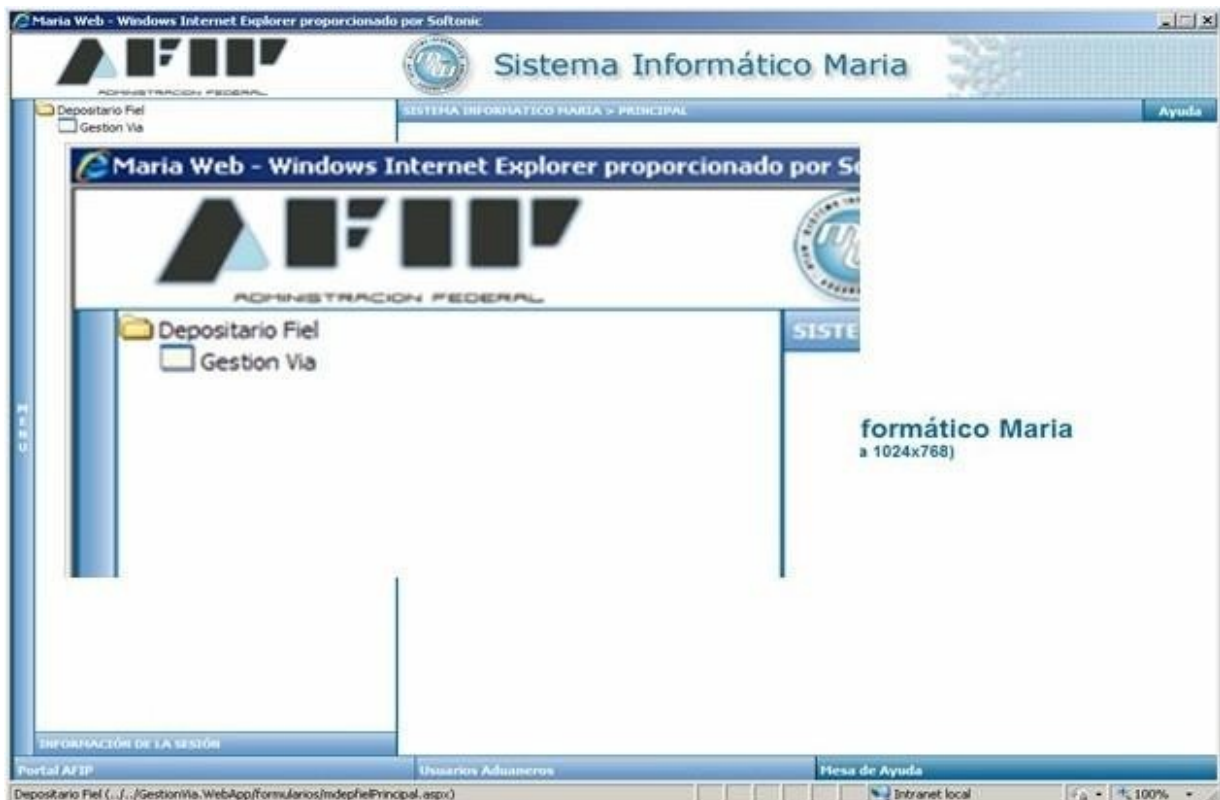 Maria Web - Windows Internet Explorer proporcionado por Softonic
AFIP
ADMINISTRACION FEDERAL
Sistema Informático Maria
Depositario Fiel
Gestion Via
SISTEMA INFORMATICO MARIA > PRINCIPAL
Ayuda
Maria Web - Windows Internet Explorer proporcionado por So
AFIP
ADMINISTRACION FEDERAL
Depositario Fiel
Gestion Via
SISTE
MENU
formático Maria
a 1024x768)
INFORMACIÓN DE LA SESIÓN
Portal AFIP
Usuarios Aduaneros
Mesa de Ayuda
Depositario Fiel (../../GestionVia.WebApp/formularios/mdepfielPrincipal.aspx)
Intranet local
100%